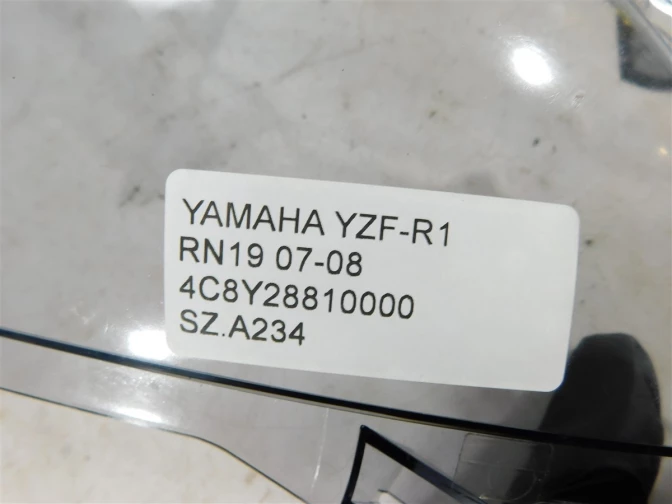 YAMAHA YZF-R1
RN19 07-08
4C8Y28810000
SZ.A234